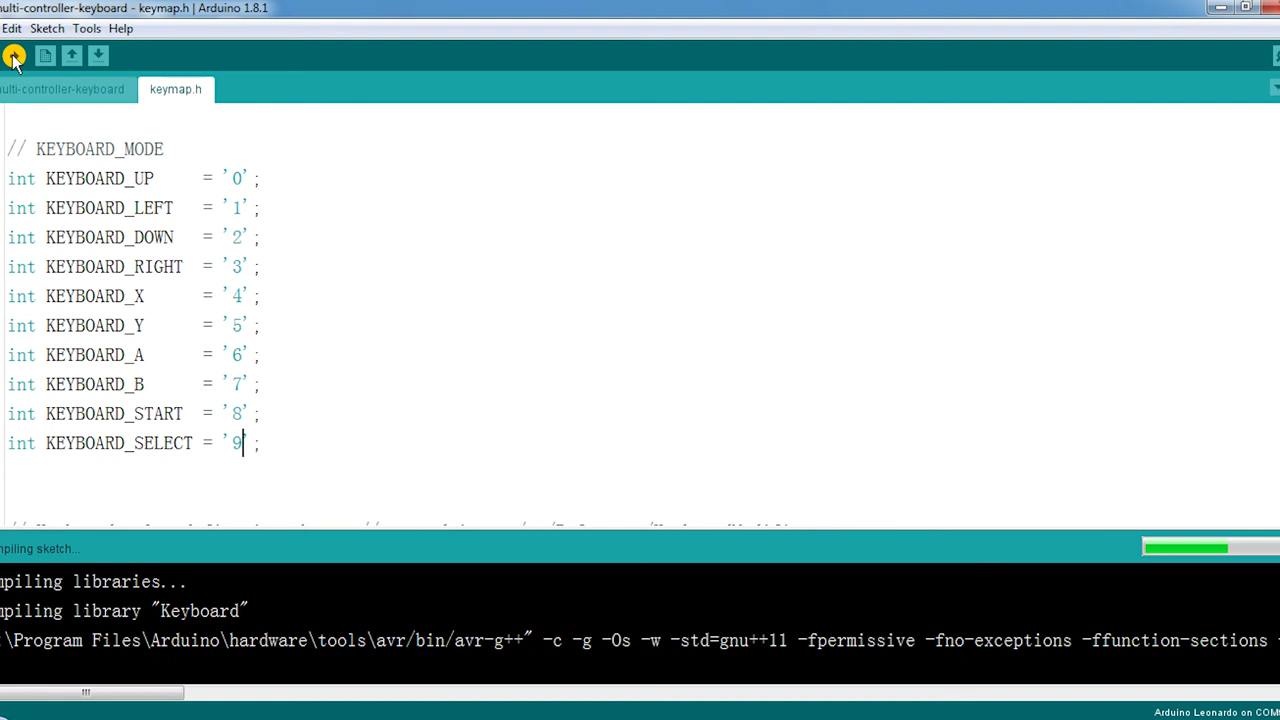 multi-controller-keyboard - keymap.h | Arduino 1.8.1
Edit Sketch Tools Help
multi-controller-keyboard keymap.h
// KEYBOARD_MODE
int KEYBOARD_UP = '0';
int KEYBOARD_LEFT = '1';
int KEYBOARD_DOWN = '2';
int KEYBOARD_RIGHT = '3';
int KEYBOARD_X = '4';
int KEYBOARD_Y = '5';
int KEYBOARD_A = '6';
int KEYBOARD_B = '7';
int KEYBOARD_START = '8';
int KEYBOARD_SELECT = '9';
mpiling sketch...
mpiling libraries...
mpiling library "Keyboard"
:\Program Files\Arduino\hardware\tools\avr/bin/avr-g++" -c -g -Os -w -std=gnu++11 -fpermissive -fno-exceptions -ffunction-sections
Arduino Leonardo on COM